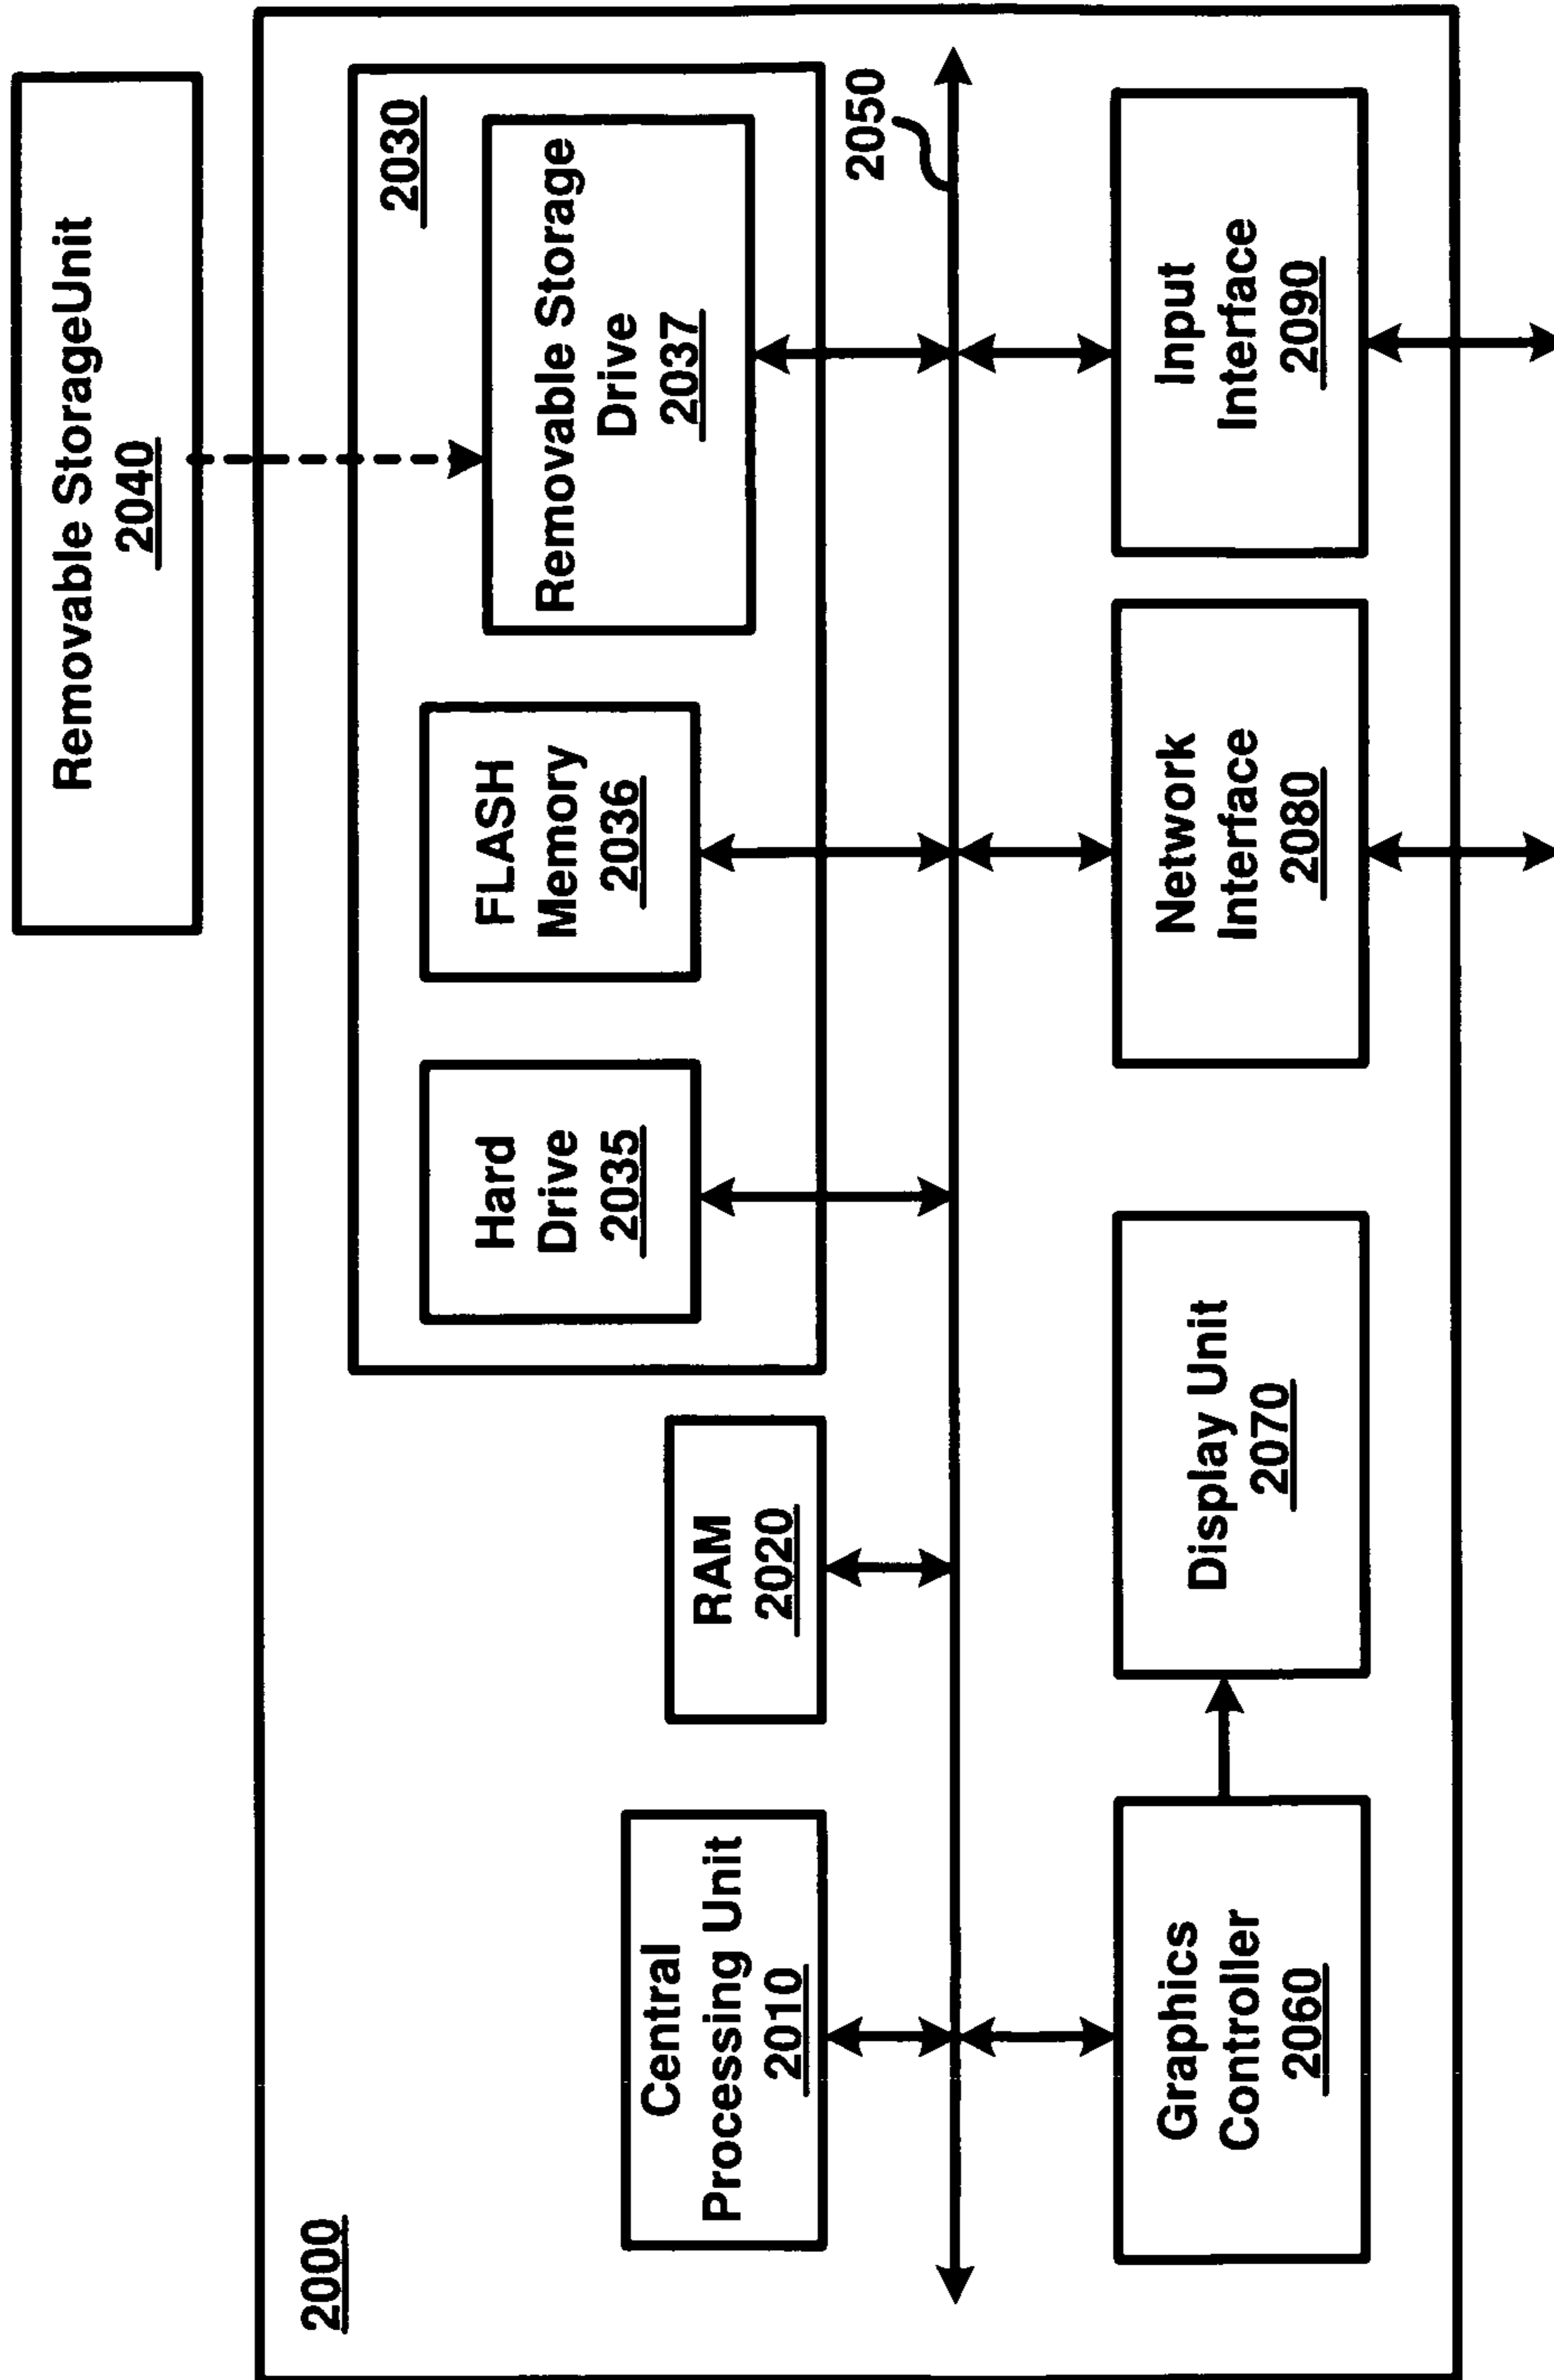 Removable StorageUnit
2040
2000
2030
Hard
Drive
2035
FLASH
Memory
2036
Removable Storage
Drive
2037
RAM
2020
Central
Processing Unit
2010
2050
Graphics
Controller
2060
Display Unit
2070
Network
Interface
2080
Input
Interface
2090